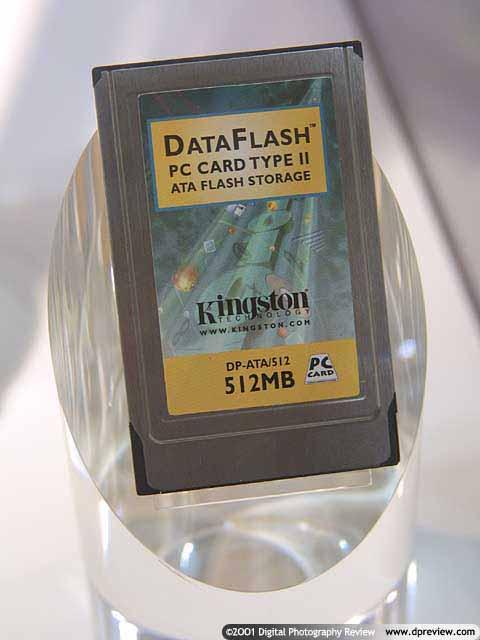 DATAFLASH™
PC CARD TYPE II
ATA FLASH STORAGE
Kingston
TECHNOLOGY
WWW.KINGSTON.COM
DP-ATA/512
512MB
PC
CARD
©2001 Digital Photography Review www.dpreview.com